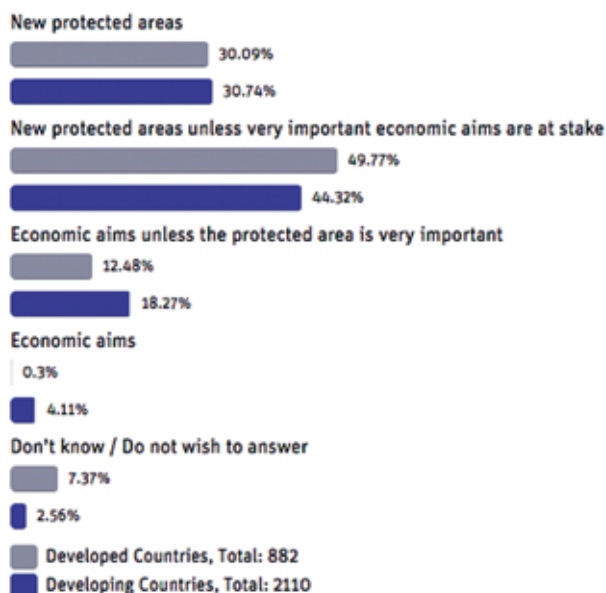 New protected areas
30.09%
30.74%
New protected areas unless very important economic aims are at stake
49.77%
44.32%
Economic aims unless the protected area is very important
12.48%
18.27%
Economic aims
0.3%
4.11%
Don't know / Do not wish to answer
7.37%
2.56%
Developed Countries, Total: 882
Developing Countries, Total: 2110